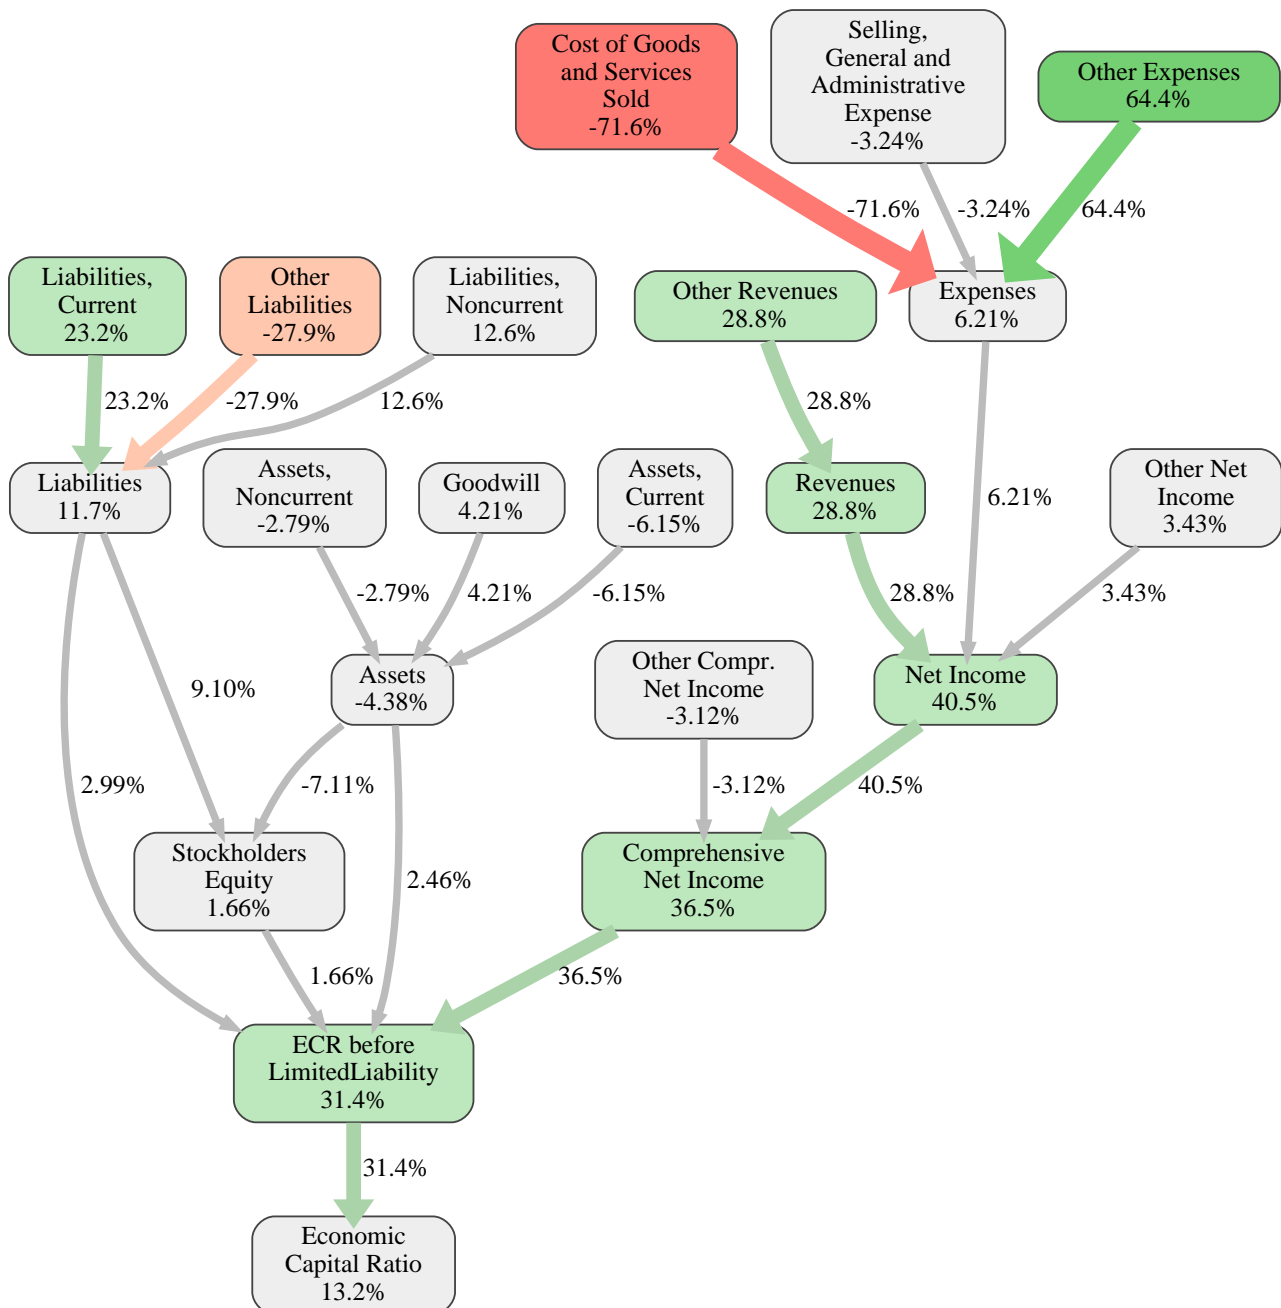 Cost of Goods
and Services
Sold
-71.6%
Selling,
General and
Administrative
Expense
-3.24%
Other Expenses
64.4%
-71.6%
-3.24%
64.4%
Liabilities,
Current
23.2%
Other
Liabilities
-27.9%
Liabilities,
Noncurrent
12.6%
Other Revenues
28.8%
Expenses
6.21%
23.2%
-27.9%
12.6%
28.8%
Liabilities
11.7%
Assets,
Noncurrent
-2.79%
Goodwill
4.21%
Assets,
Current
-6.15%
Revenues
28.8%
6.21%
Other Net
Income
3.43%
-2.79%
4.21%
-6.15%
28.8%
3.43%
9.10%
Assets
-4.38%
Other Compr.
Net Income
-3.12%
Net Income
40.5%
2.99%
-7.11%
-3.12%
40.5%
Stockholders
Equity
1.66%
2.46%
Comprehensive
Net Income
36.5%
1.66%
36.5%
ECR before
LimitedLiability
31.4%
31.4%
Economic
Capital Ratio
13.2%